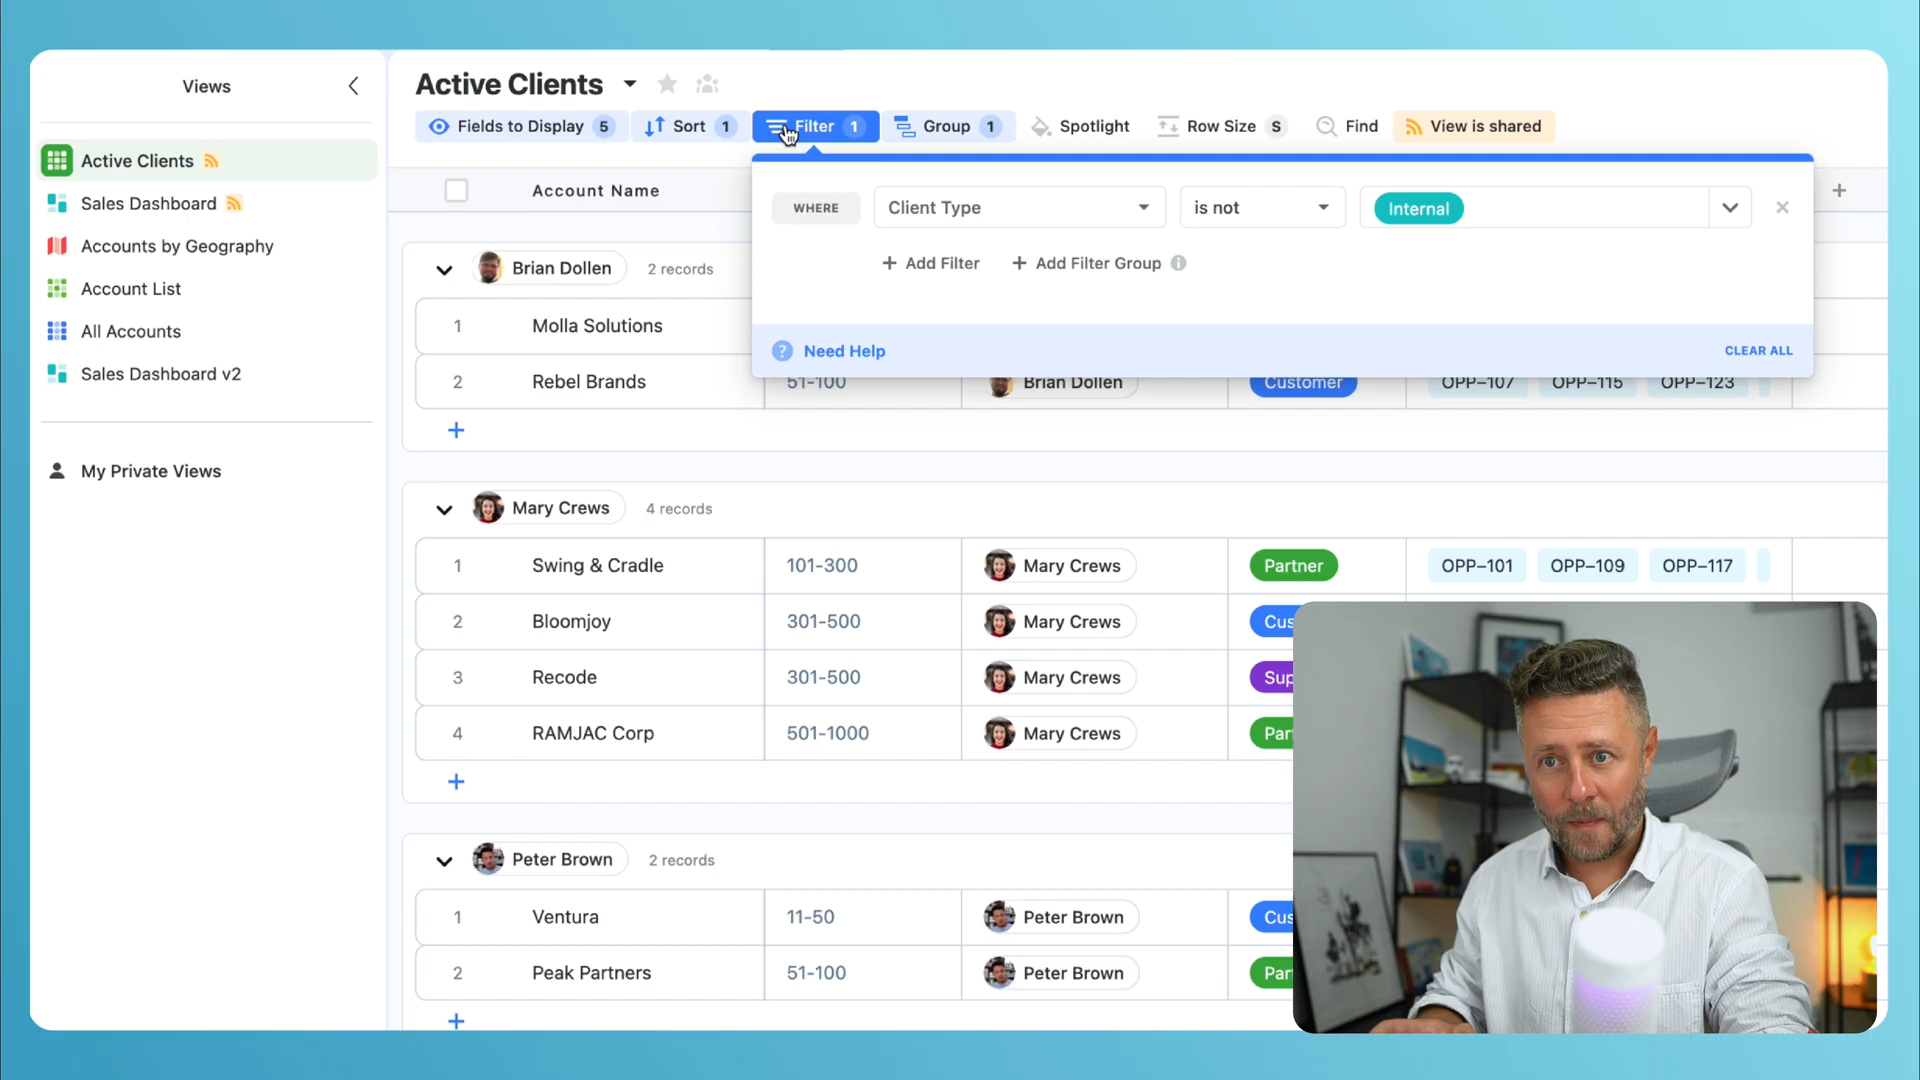 Views
Active Clients
Sales Dashboard
Accounts by Geography
Account List
All Accounts
Sales Dashboard v2
My Private Views
Active Clients
Fields to Display 5 Sort 1 Filter 1 Group 1 Spotlight Row Size S Find View is shared
Account Name
WHERE Client Type is not Internal
+ Add Filter + Add Filter Group
Need Help CLEAR ALL
Brian Dollen 2 records
1 Molla Solutions
2 Rebel Brands 51-100 Brian Dollen Customer OPP-107 OPP-115 OPP-123
Mary Crews 4 records
1 Swing & Cradle 101-300 Mary Crews Partner OPP-101 OPP-109 OPP-117
2 Bloomjoy 301-500 Mary Crews Cus
3 Recode 301-500 Mary Crews Sup
4 RAMJAC Corp 501-1000 Mary Crews Par
Peter Brown 2 records
1 Ventura 11-50 Peter Brown Cus
2 Peak Partners 51-100 Peter Brown Par